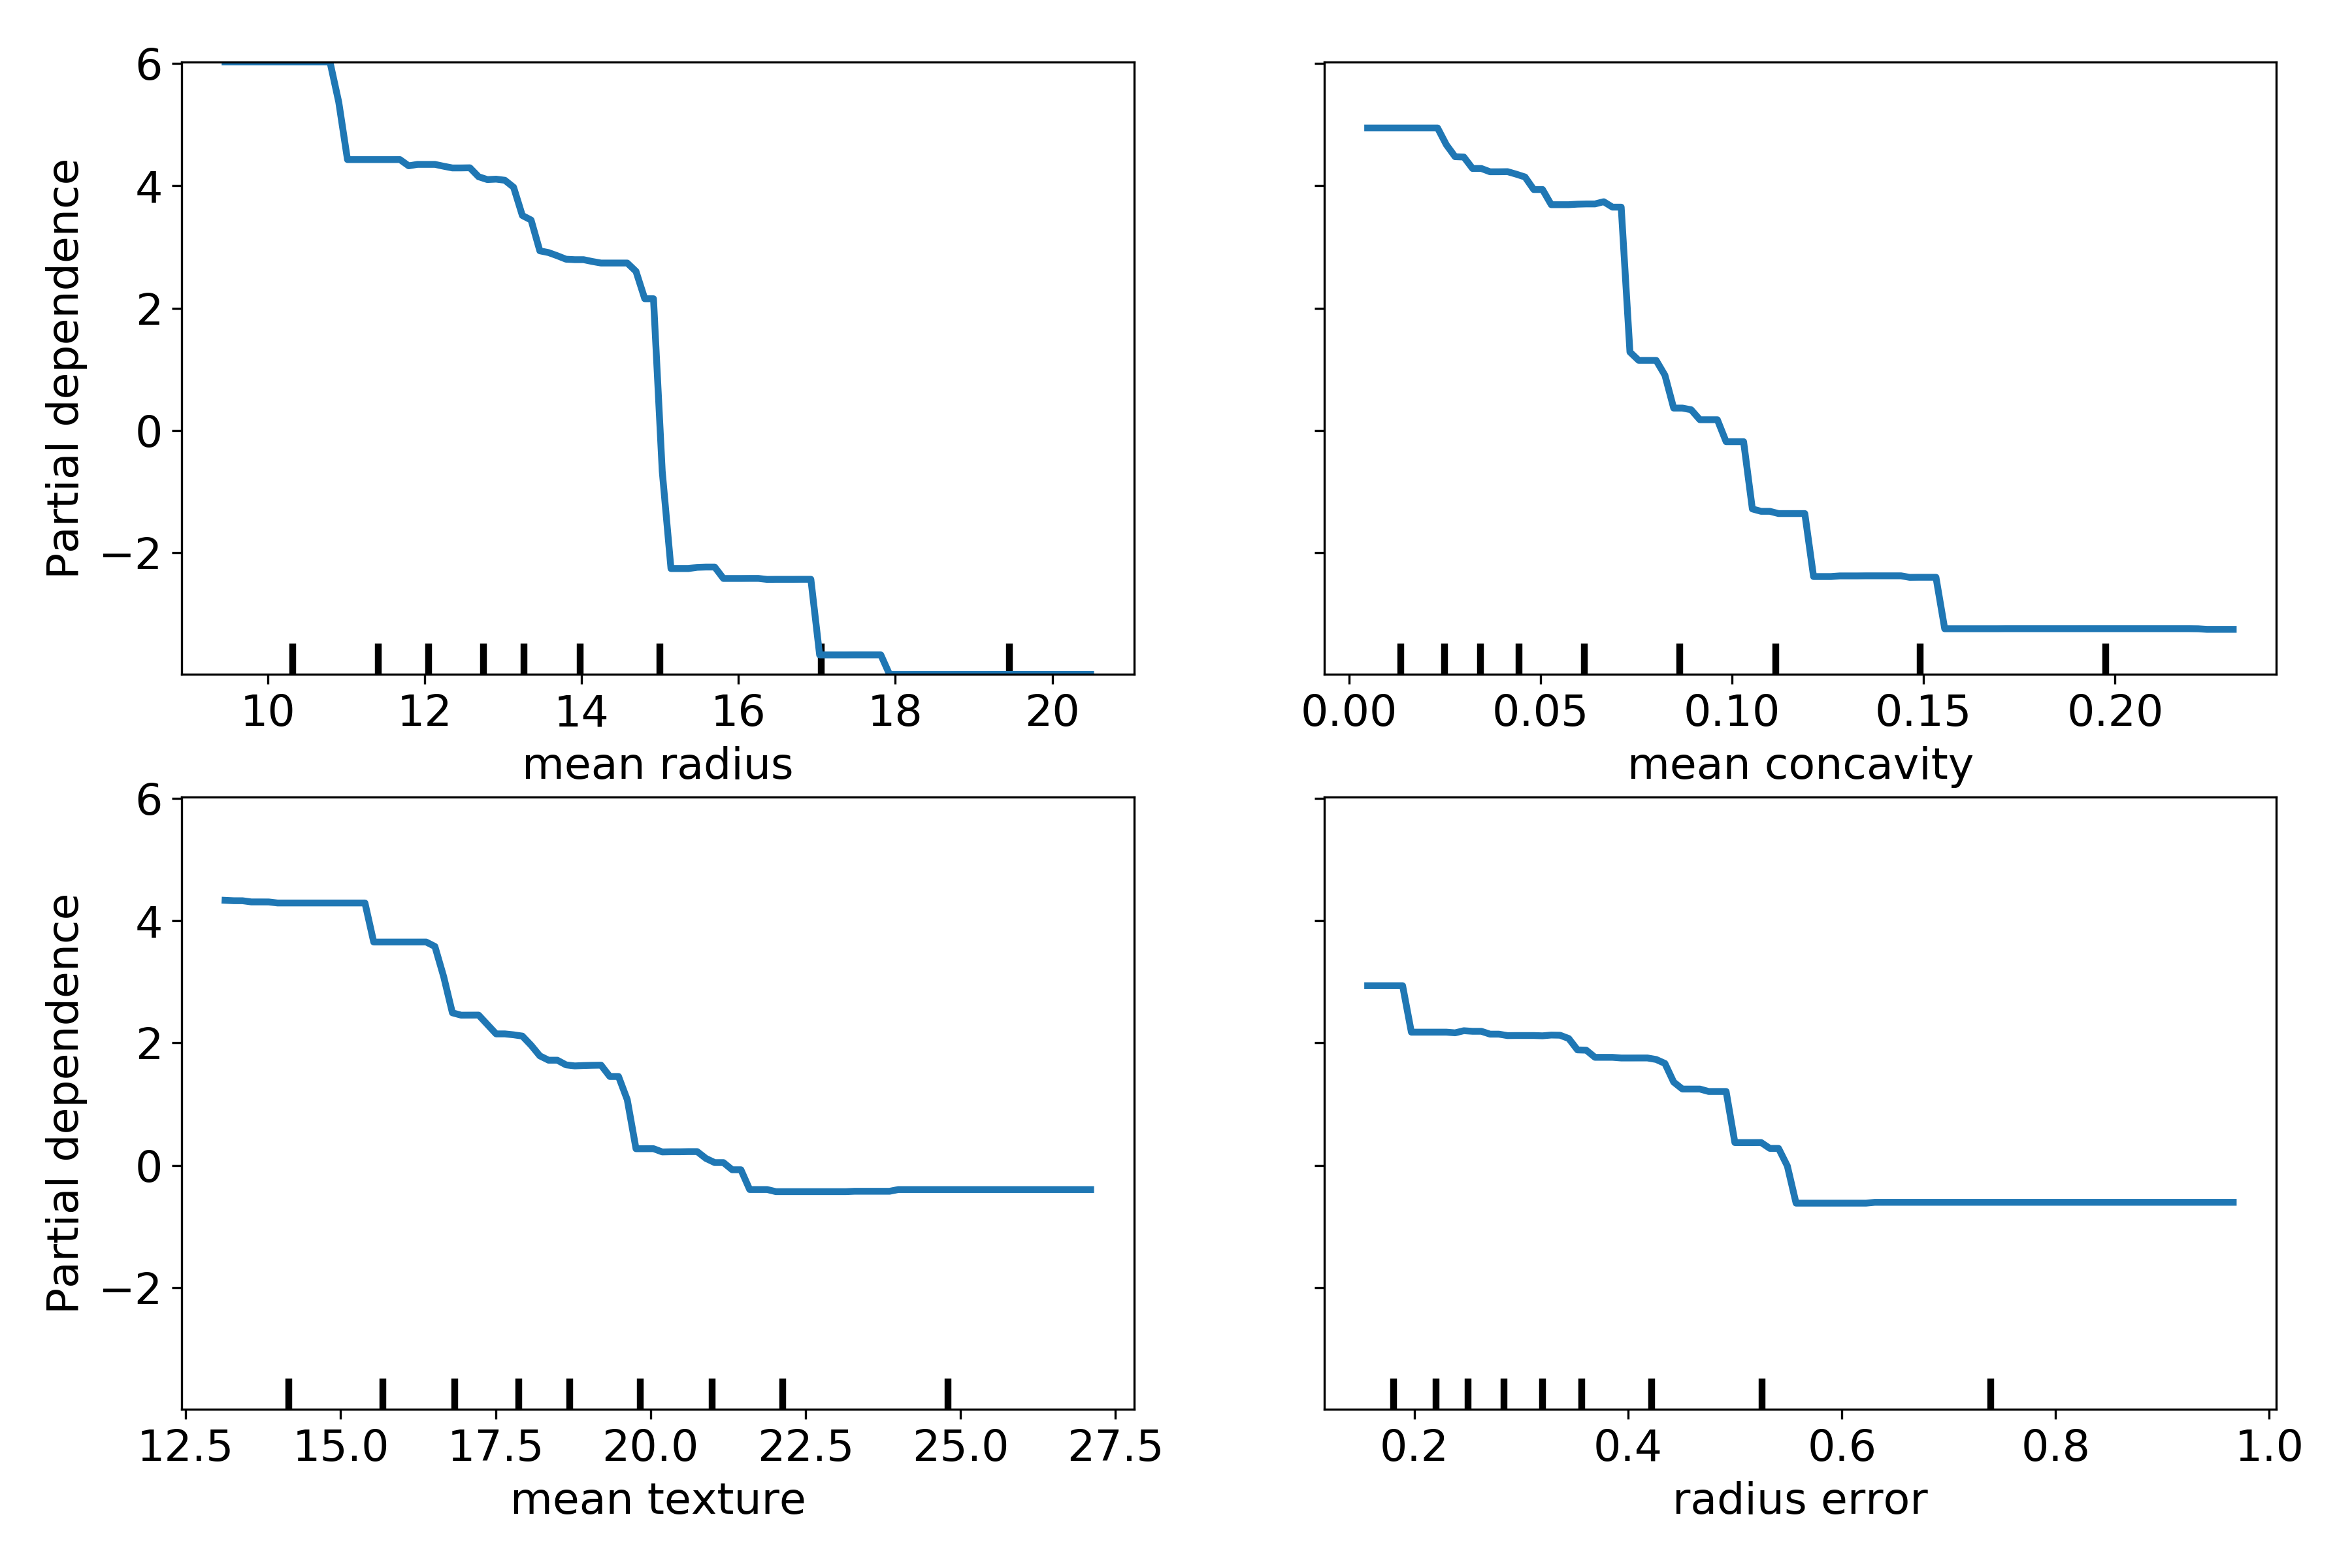 6
4
2
0
−2
Partial dependence
10 12 14 16 18 20
mean radius
0.00 0.05 0.10 0.15 0.20
mean concavity
6
4
2
0
−2
Partial dependence
12.5 15.0 17.5 20.0 22.5 25.0 27.5
mean texture
0.2 0.4 0.6 0.8 1.0
radius error